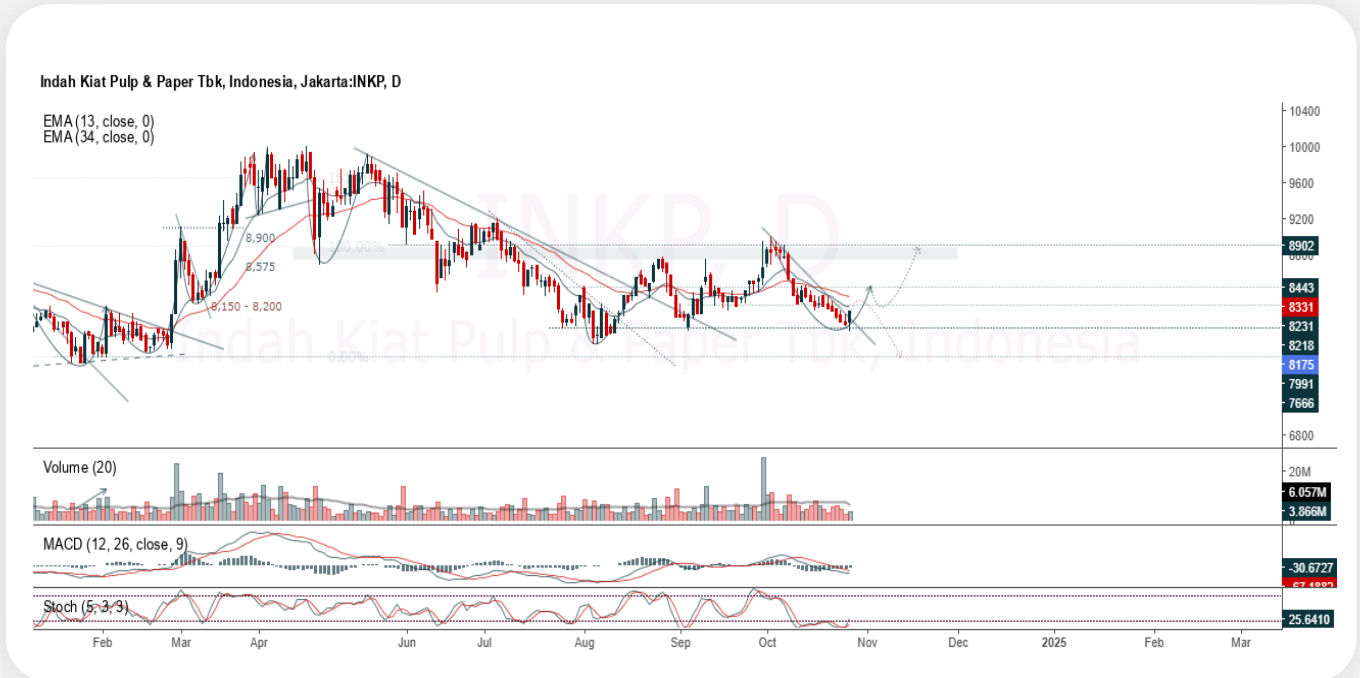 Indah Kiat Pulp & Paper Tbk, Indonesia, Jakarta:INKP, D
EMA (13, close, 0)
EMA (34, close, 0)
INKP, D
Indah Kiat Pulp & Paper Tbk, Indonesia
8,900
100.00%
8,575
8,150 - 8,200
0.00%
10400
10000
9600
9200
8902
8800
8443
8331
8231
8218
8175
7991
7666
6800
Volume (20)
20M
6.057M
3.866M
0
MACD (12, 26, close, 9)
-30.6727
-67.1882
Stoch (5, 3, 3)
25.6410
Feb Mar Apr Jun Jul Aug Sep Oct Nov Dec 2025 Feb Mar